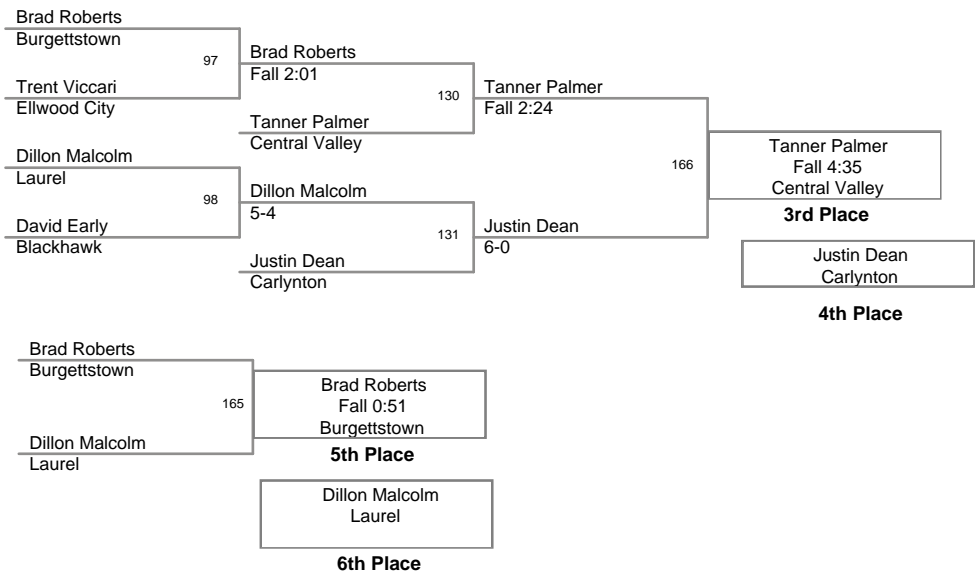 Brad Roberts
Burgettstown
97
Trent Viccari
Ellwood City
Brad Roberts
Fall 2:01
130
Tanner Palmer
Central Valley
Dillon Malcolm
Laurel
98
David Early
Blackhawk
Dillon Malcolm
5-4
131
Justin Dean
Carlynton
Tanner Palmer
Fall 2:24
166
Justin Dean
6-0
Tanner Palmer
Fall 4:35
Central Valley
3rd Place
Justin Dean
Carlynton
4th Place
Brad Roberts
Burgettstown
165
Dillon Malcolm
Laurel
Brad Roberts
Fall 0:51
Burgettstown
5th Place
Dillon Malcolm
Laurel
6th Place